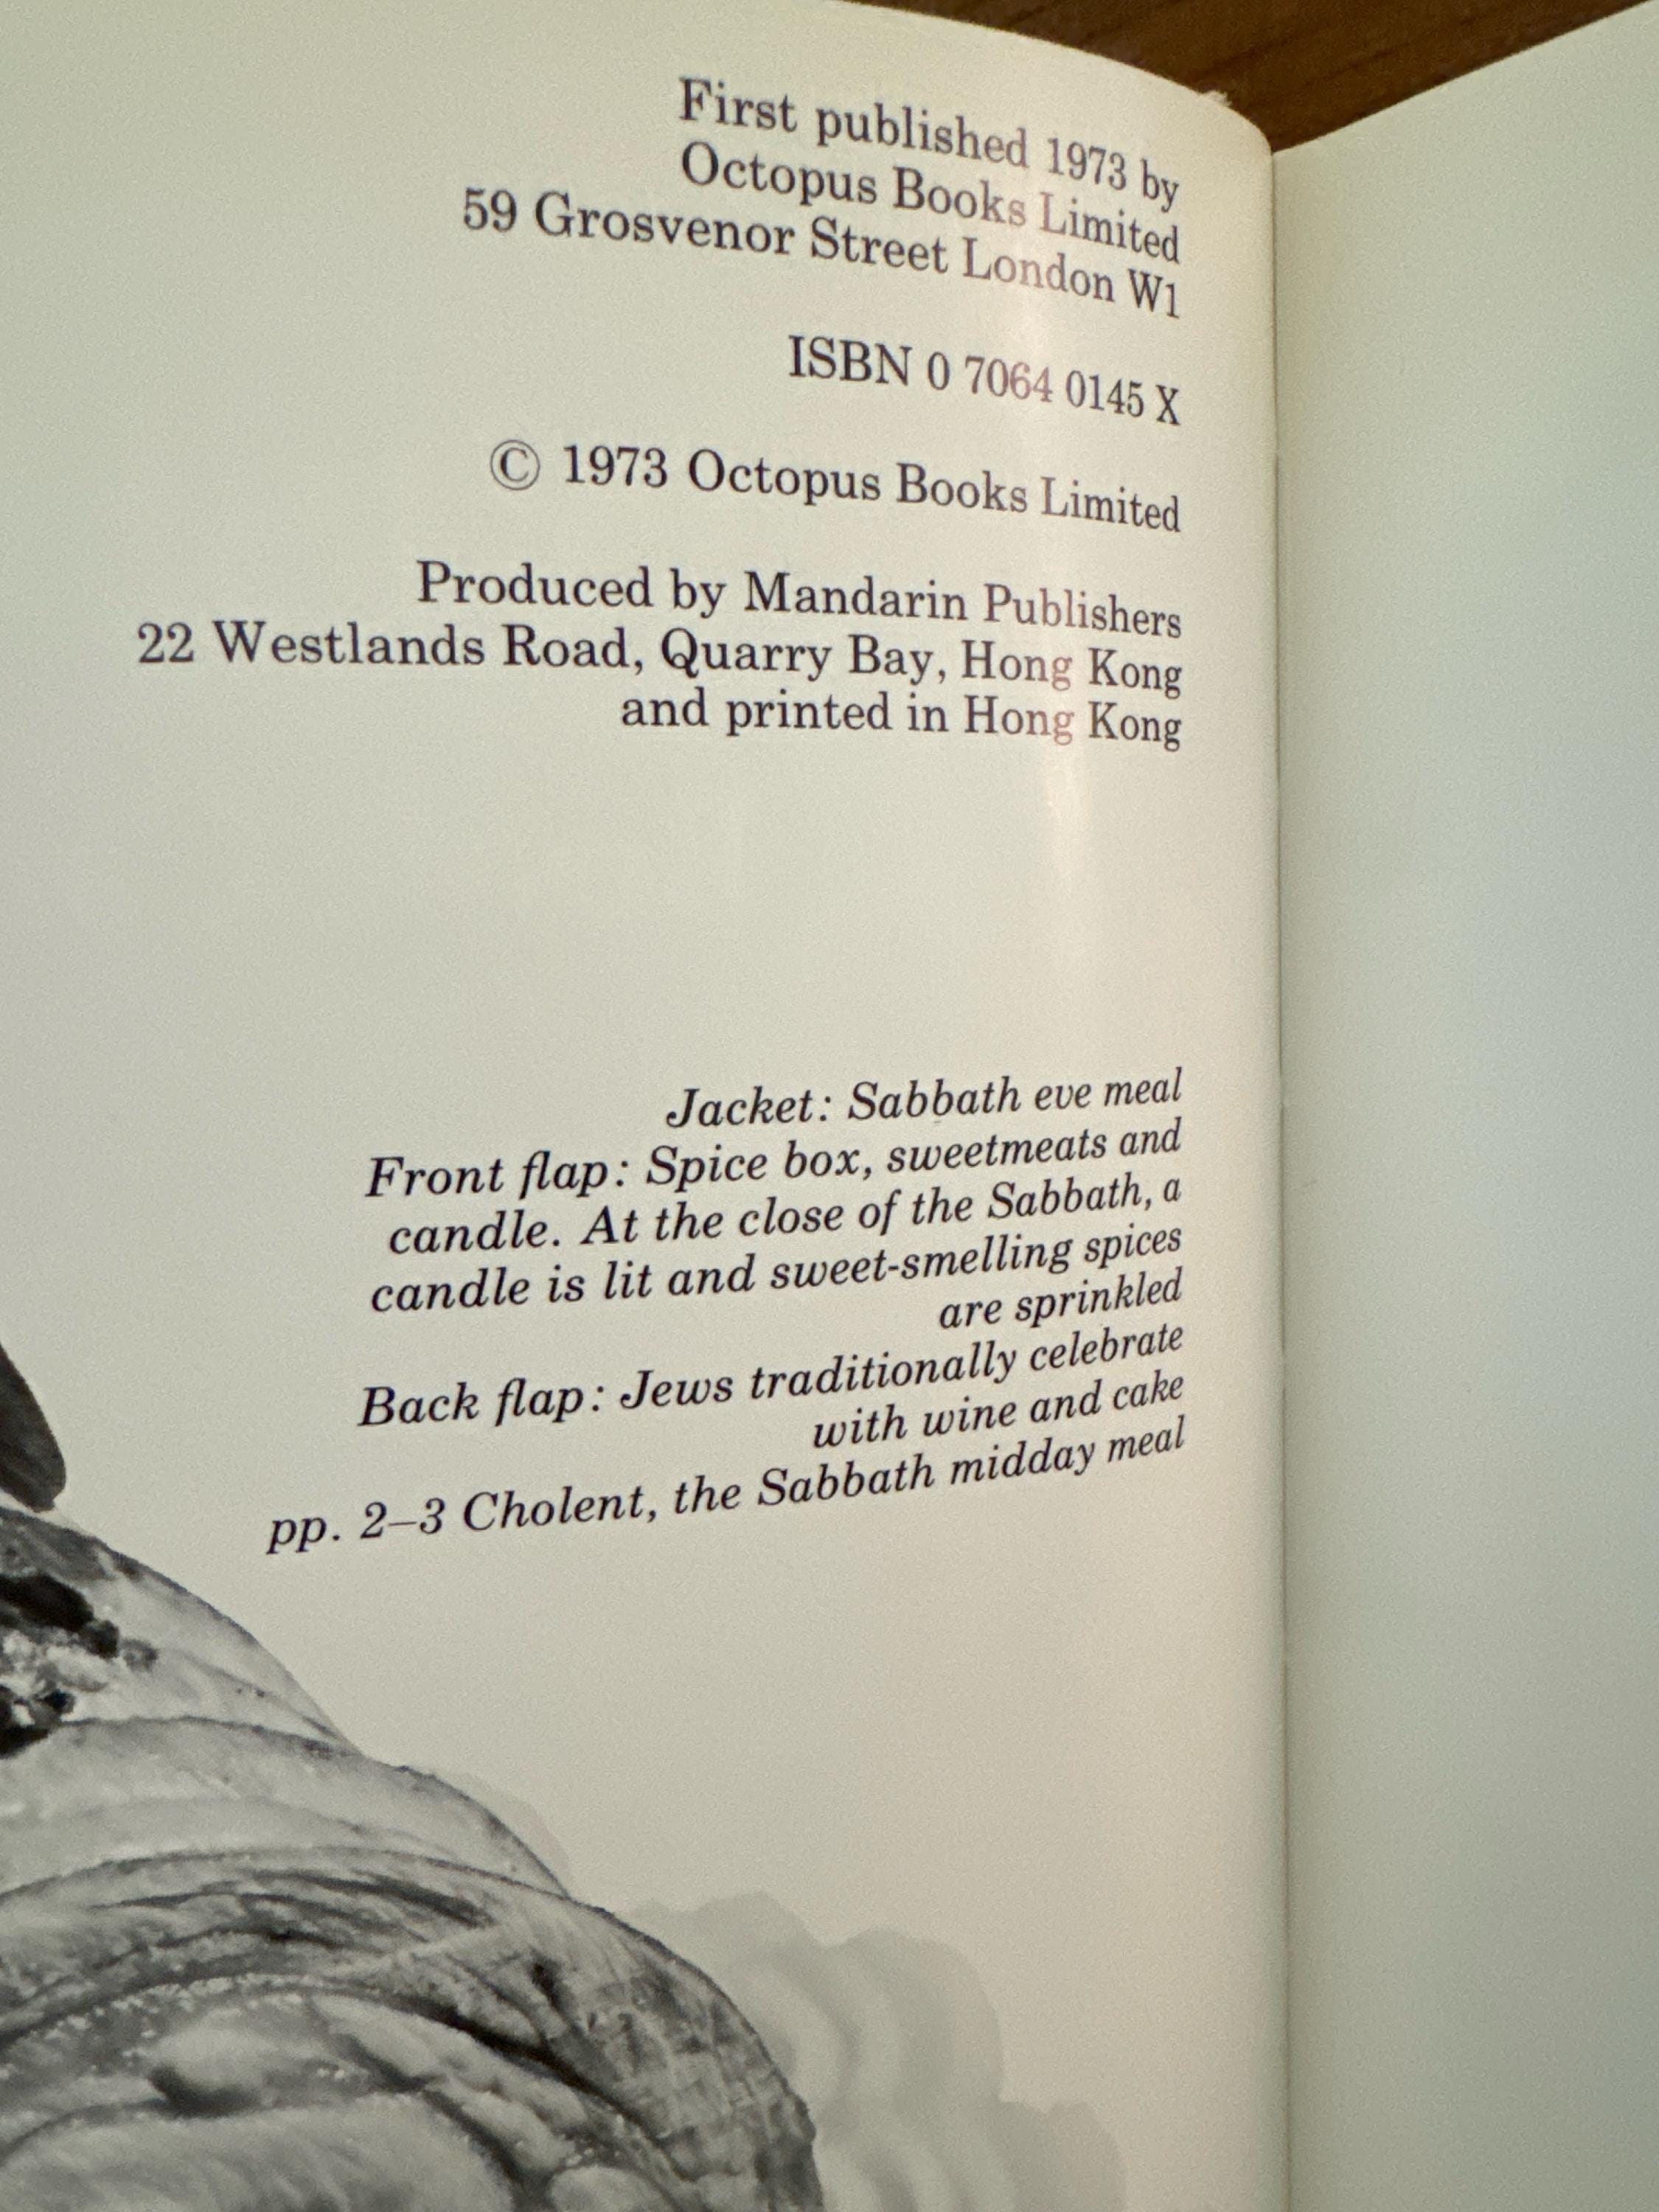 First published 1973 by
Octopus Books Limited
59 Grosvenor Street London W1
ISBN 0 7064 0145 X
© 1973 Octopus Books Limited
Produced by Mandarin Publishers
22 Westlands Road, Quarry Bay, Hong Kong
and printed in Hong Kong
Jacket: Sabbath eve meal
Front flap: Spice box, sweetmeats and
candle. At the close of the Sabbath, a
candle is lit and sweet-smelling spices
are sprinkled
Back flap: Jews traditionally celebrate
with wine and cake
pp. 2–3 Cholent, the Sabbath midday meal